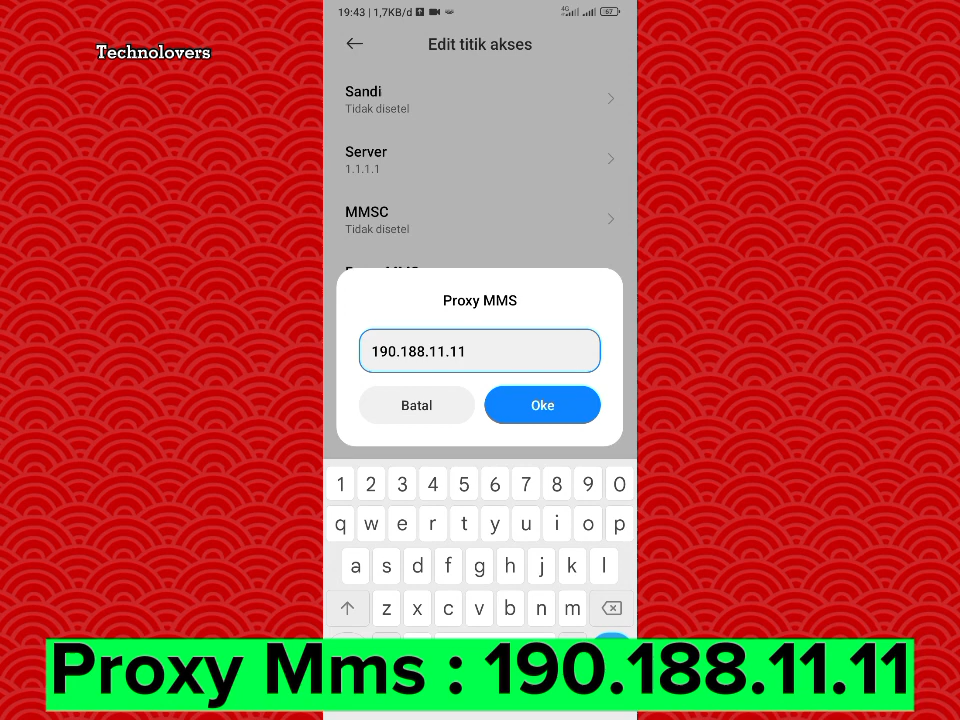 19:43 | 1,7KB/d
4G
67
Technolovers
Edit titik akses
Sandi
Tidak disetel
Server
1.1.1.1
MMSC
Tidak disetel
Proxy MMS
190.188.11.11
Batal
Oke
1 2 3 4 5 6 7 8 9 0
q w e r t y u i o p
a s d f g h j k l
z x c v b n m
Proxy Mms : 190.188.11.11